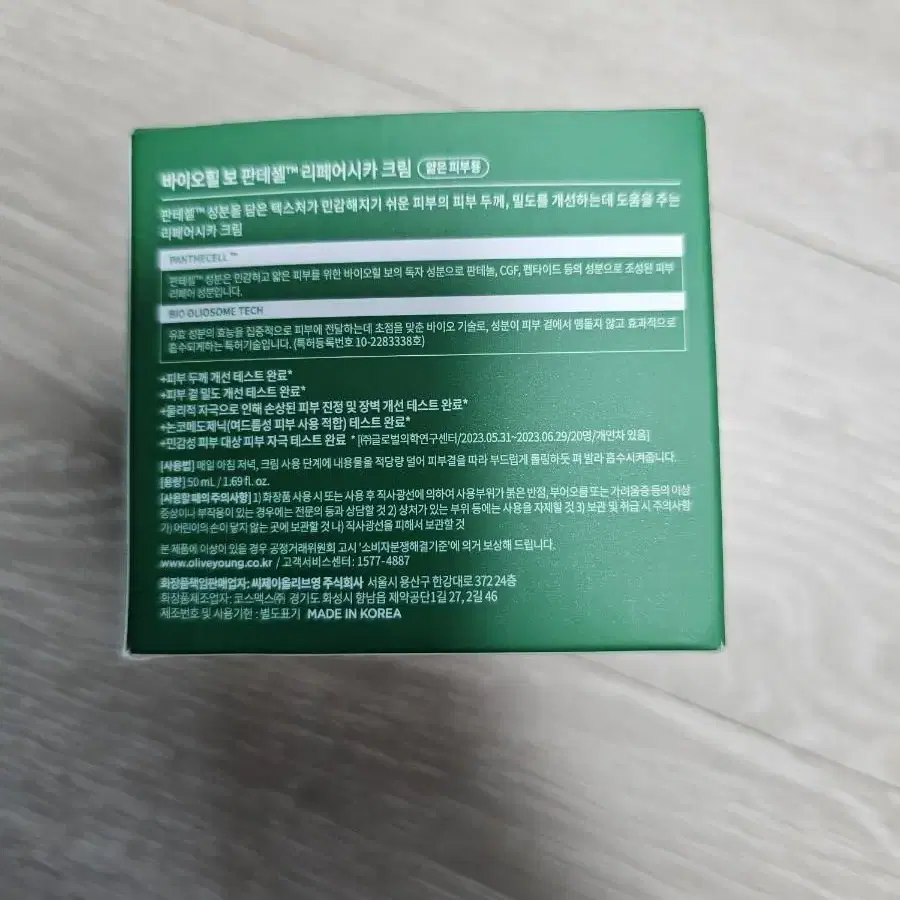 바이오힐 보 판테셀™ 리페어시카 크림 얇은 피부용
판테셀™ 성분을 담은 텍스처가 민감해지기 쉬운 피부의 피부 두께, 밀도를 개선하는데 도움을 주는
리페어시카 크림
PANTHECELL™
판테셀™ 성분은 민감하고 얇은 피부를 위한 바이오힐 보의 독자 성분으로 판테놀, CGF, 펩타이드 등의 성분으로 조성된 피부
리페어 성분입니다.
BIO OLIOSOME TECH
유효 성분의 효능을 집중적으로 피부에 전달하는데 초점을 맞춘 바이오 기술로, 성분이 피부 겉에서 맴돌지 않고 효과적으로
흡수되게하는 특허기술입니다. (특허등록번호 10-2283338호)
+피부 두께 개선 테스트 완료*
+피부 결 밀도 개선 테스트 완료*
+물리적 자극으로 인해 손상된 피부 진정 및 장벽 개선 테스트 완료*
+논코메도제닉(여드름성 피부 사용 적합) 테스트 완료*
+민감성 피부 대상 피부 자극 테스트 완료 * [㈜글로벌의학연구센터/2023.05.31~2023.06.29/20명/개인차 있음]
[사용법] 매일 아침 저녁, 크림 사용 단계에 내용물을 적당량 덜어 피부결을 따라 부드럽게 롤링하듯 펴 발라 흡수시켜줍니다.
[용량] 50 mL / 1.69 fl. oz.
[사용할 때의 주의사항] 1) 화장품 사용 시 또는 사용 후 직사광선에 의하여 사용부위가 붉은 반점, 부어오름 또는 가려움증 등의 이상
증상이나 부작용이 있는 경우에는 전문의 등과 상담할 것 2) 상처가 있는 부위 등에는 사용을 자제할 것 3) 보관 및 취급 시 주의사항
가) 어린이의 손이 닿지 않는 곳에 보관할 것 나) 직사광선을 피해서 보관할 것
본 제품에 이상이 있을 경우 공정거래위원회 고시 '소비자분쟁해결기준'에 의거 보상해 드립니다.
www.oliveyoung.co.kr / 고객서비스센터 : 1577-4887
화장품책임판매업자: 씨제이올리브영 주식회사 서울시 용산구 한강대로 372 24층
화장품제조업자: 코스맥스㈜ 경기도 화성시 향남읍 제약공단1길 27, 2길 46
제조번호 및 사용기한 : 별도표기 MADE IN KOREA